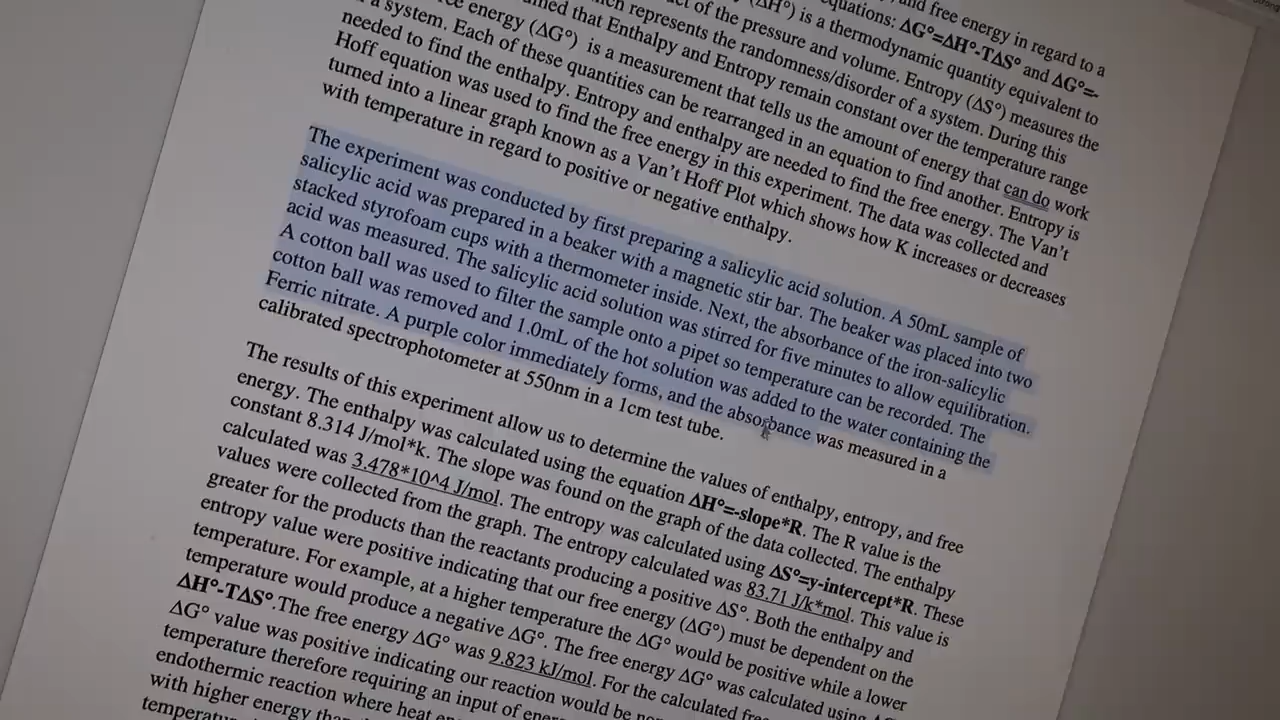 and free energy in regard to a
equations: ΔG°=ΔH°-TΔS° and ΔG°=-
(ΔH°) is a thermodynamic quantity equivalent to
of the pressure and volume. Entropy (ΔS°) measures the
represents the randomness/disorder of a system. During this
that Enthalpy and Entropy remain constant over the temperature range
energy (ΔG°) is a measurement that tells us the amount of energy that can do work
a system. Each of these quantities can be rearranged in an equation to find another. Entropy is
needed to find the enthalpy. Entropy and enthalpy are needed to find the free energy. The Van't
Hoff equation was used to find the free energy in this experiment. The data was collected and
turned into a linear graph known as a Van't Hoff Plot which shows how K increases or decreases
with temperature in regard to positive or negative enthalpy.
The experiment was conducted by first preparing a salicylic acid solution. A 50mL sample of
salicylic acid was prepared in a beaker with a magnetic stir bar. The beaker was placed into two
stacked styrofoam cups with a thermometer inside. Next, the absorbance of the iron-salicylic
acid was measured. The salicylic acid solution was stirred for five minutes to allow equilibration.
A cotton ball was used to filter the sample onto a pipet so temperature can be recorded. The
cotton ball was removed and 1.0mL of the hot solution was added to the water containing the
Ferric nitrate. A purple color immediately forms, and the absorbance was measured in a
calibrated spectrophotometer at 550nm in a 1cm test tube.
The results of this experiment allow us to determine the values of enthalpy, entropy, and free
energy. The enthalpy was calculated using the equation ΔH°=-slope*R. The R value is the
constant 8.314 J/mol*k. The slope was found on the graph of the data collected. The enthalpy
calculated was 3.478*10^4 J/mol. The entropy was calculated using ΔS°=y-intercept*R. These
values were collected from the graph. The entropy calculated was 83.71 J/k*mol. This value is
greater for the products than the reactants producing a positive ΔS°. Both the enthalpy and
entropy value were positive indicating that our free energy (ΔG°) must be dependent on the
temperature. For example, at a higher temperature the ΔG° would be positive while a lower
temperature would produce a negative ΔG°. The free energy ΔG° was calculated using
ΔH°-TΔS°.The free energy ΔG° was 9.823 kJ/mol. For the calculated
ΔG° value was positive indicating our reaction would be
temperature therefore requiring an input of
endothermic reaction where heat
with higher energy